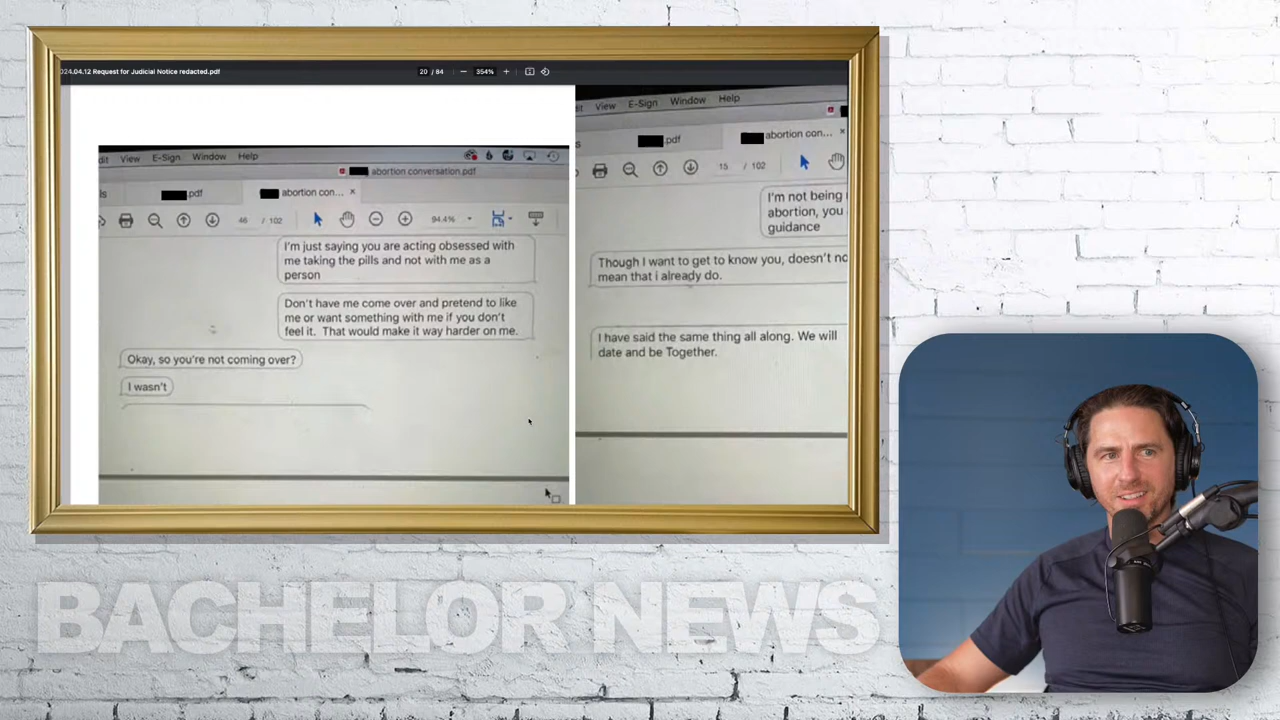 024.04.12 Request for Judicial Notice redacted.pdf
20 / 84
354%
dit View E-Sign Window Help
abortion conversation.pdf
ls
.pdf
abortion con... ×
46 / 102
94.4%
I'm just saying you are acting obsessed with
me taking the pills and not with me as a
person
Don't have me come over and pretend to like
me or want something with me if you don't
feel it. That would make it way harder on me.
Okay, so you're not coming over?
I wasn't
View E-Sign Window Help
s
.pdf
abortion con... ×
15 / 102
I'm not being
abortion, you
guidance
Though I want to get to know you, doesn't
mean that i already do.
I have said the same thing all along. We will
date and be Together.
BACHELOR NEWS